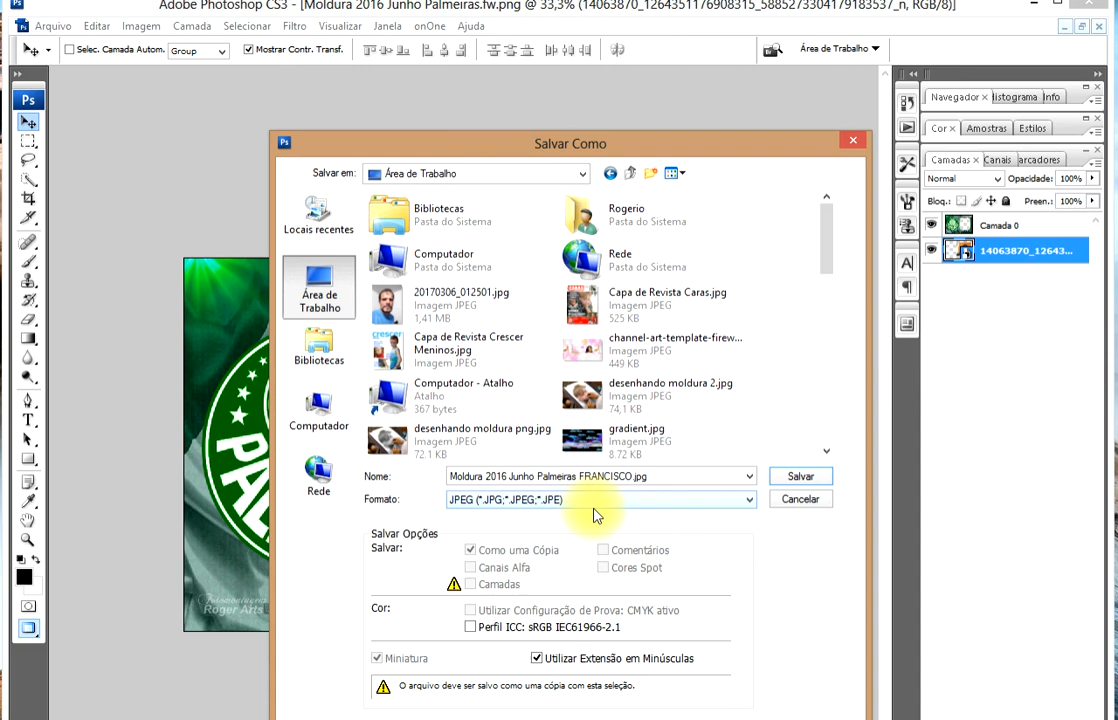 Adobe Photoshop CS3 - [Moldura 2016 Junho Palmeiras.fw.png @ 33,3% (14063870_1264351176908315_5885273304179183537_n, RGB/8)]
Arquivo Editar Imagem Camada Selecionar Filtro Visualizar Janela onOne Ajuda
Selec. Camada Autom. Group Mostrar Contr. Transf. Área de Trabalho
Ps
Navegador × Histograma Info
Cor × Amostras Estilos
Camadas × Canais arcadores
Normal Opacidade: 100%
Bloq.: Preen.: 100%
Camada 0
14063870_12643...
Salvar Como
Salvar em: Área de Trabalho
Locais recentes
Área de
Trabalho
Bibliotecas
Computador
Rede
Bibliotecas
Pasta do Sistema
Rogerio
Pasta do Sistema
Computador
Pasta do Sistema
Rede
Pasta do Sistema
20170306_012501.jpg
Imagem JPEG
1,41 MB
Capa de Revista Caras.jpg
Imagem JPEG
525 KB
Capa de Revista Crescer
Meninos.jpg
Imagem JPEG
channel-art-template-firew...
Imagem JPEG
449 KB
Computador - Atalho
Atalho
367 bytes
desenhando moldura 2.jpg
Imagem JPEG
74,1 KB
desenhando moldura png.jpg
Imagem JPEG
72,1 KB
gradient.jpg
Imagem JPEG
8,72 KB
Nome: Moldura 2016 Junho Palmeiras FRANCISCO.jpg Salvar
Formato: JPEG (*.JPG;*.JPEG;*.JPE) Cancelar
Salvar Opções
Salvar: Como uma Cópia Comentários
Canais Alfa Cores Spot
Camadas
Cor: Utilizar Configuração de Prova: CMYK ativo
Perfil ICC: sRGB IEC61966-2.1
Miniatura Utilizar Extensão em Minúsculas
O arquivo deve ser salvo como uma cópia com esta seleção.
Roger Arts